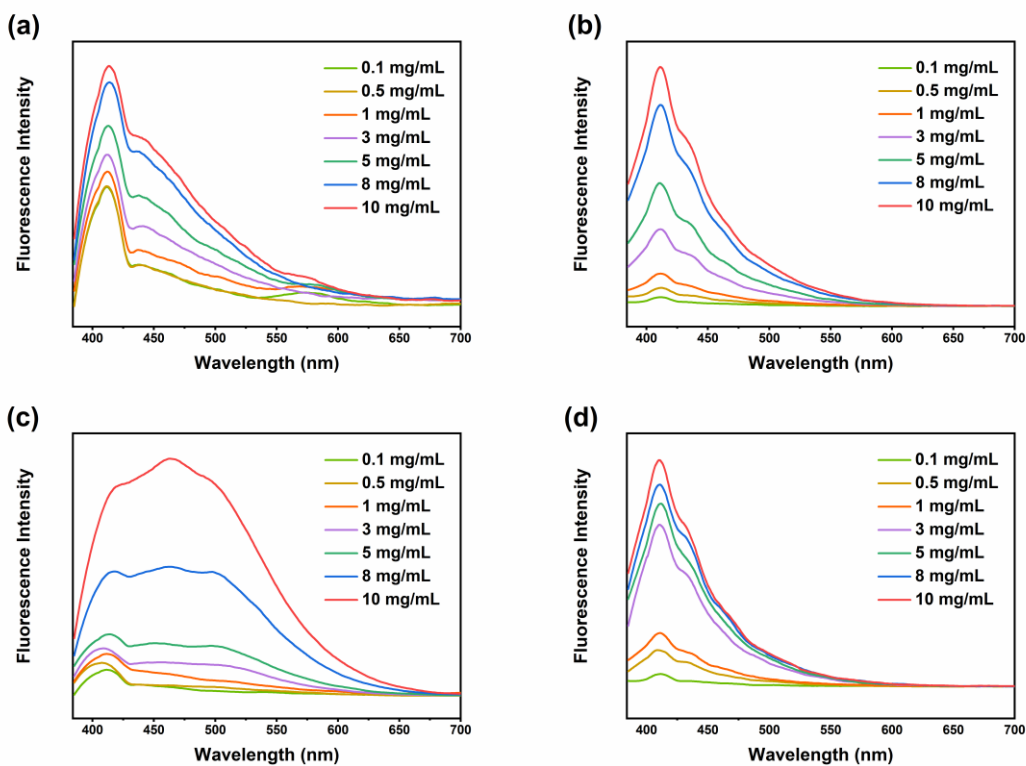 (a)
Fluorescence Intensity
0.1 mg/mL
0.5 mg/mL
1 mg/mL
3 mg/mL
5 mg/mL
8 mg/mL
10 mg/mL
400 450 500 550 600 650 700
Wavelength (nm)
(b)
Fluorescence Intensity
0.1 mg/mL
0.5 mg/mL
1 mg/mL
3 mg/mL
5 mg/mL
8 mg/mL
10 mg/mL
400 450 500 550 600 650 700
Wavelength (nm)
(c)
Fluorescence Intensity
0.1 mg/mL
0.5 mg/mL
1 mg/mL
3 mg/mL
5 mg/mL
8 mg/mL
10 mg/mL
400 450 500 550 600 650 700
Wavelength (nm)
(d)
Fluorescence Intensity
0.1 mg/mL
0.5 mg/mL
1 mg/mL
3 mg/mL
5 mg/mL
8 mg/mL
10 mg/mL
400 450 500 550 600 650 700
Wavelength (nm)